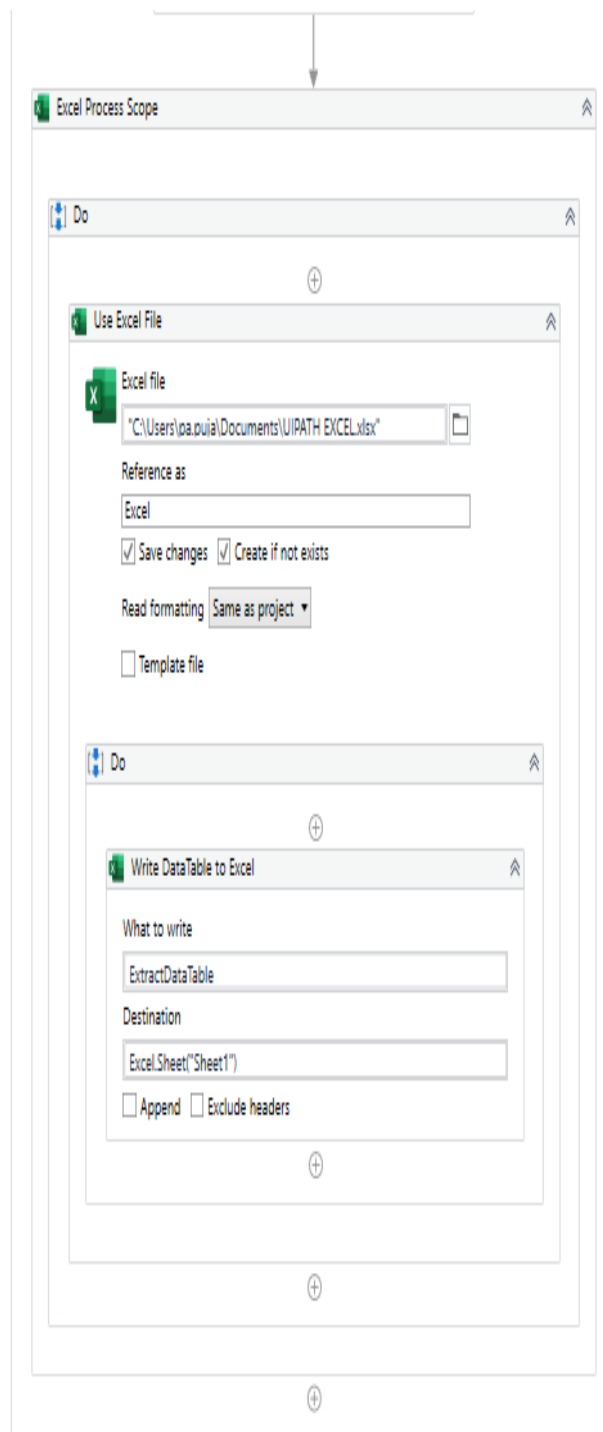 Excel Process Scope
Do
Use Excel File
Excel file
"C:\Users\pa.puja\Documents\UIPATH EXCEL.xlsx"
Reference as
Excel
Save changes Create if not exists
Read formatting Same as project
Template file
Do
Write DataTable to Excel
What to write
ExtractDataTable
Destination
Excel.Sheet("Sheet1")
Append Exclude headers